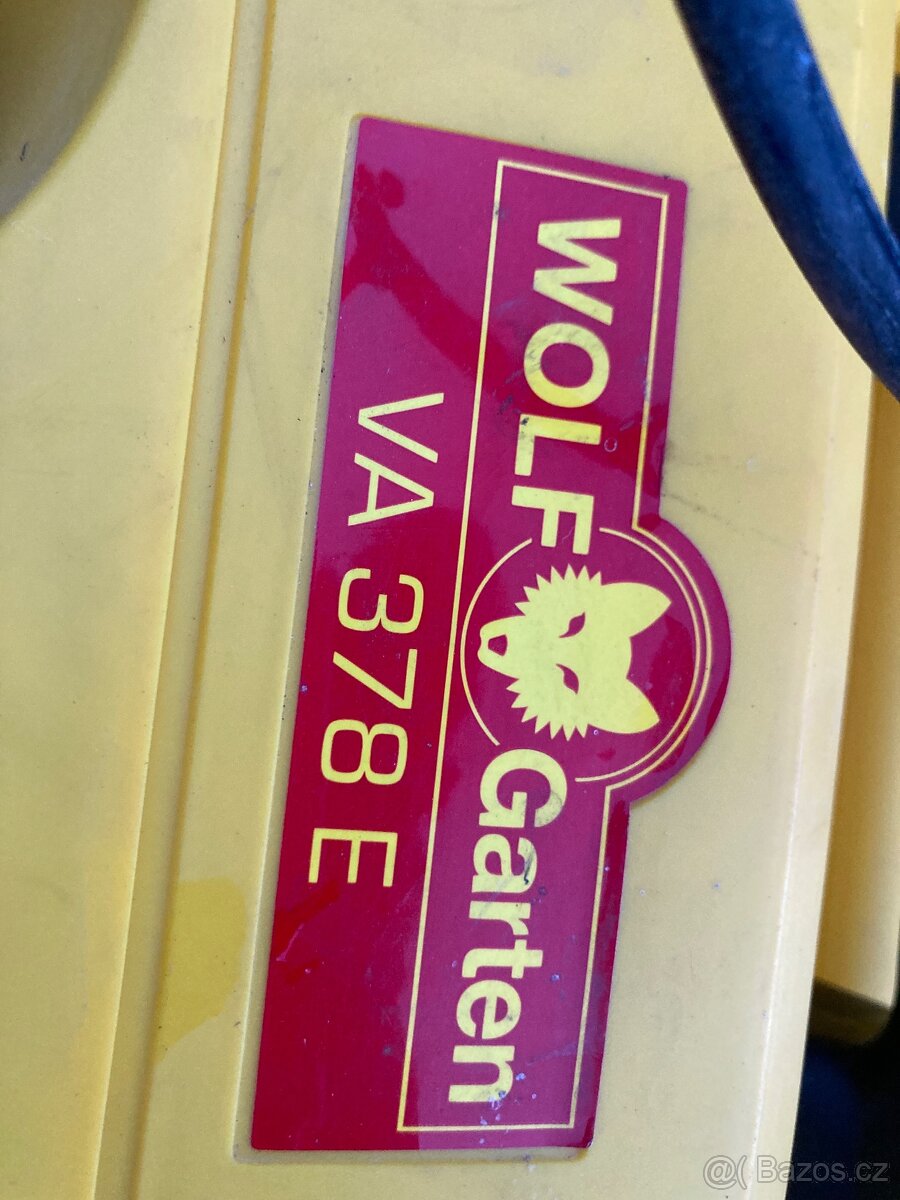 WOLF Garten
VA 378 E
@( Bazos.cz